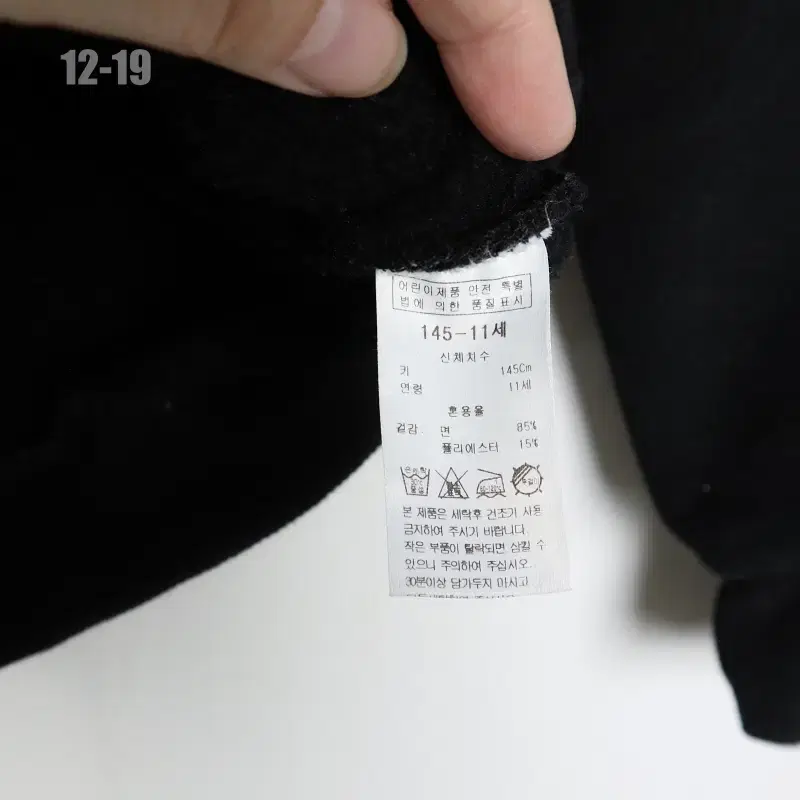 12-19
어린이제품 안전 특별
법에 의한 품질표시
145-11세
신체치수
키 145Cm
연령 11세
혼용율
겉감: 면 85%
폴리에스터 15%
본 제품은 세탁후 건조기 사용
금지하여 주시기 바랍니다.
작은 부품이 탈락되면 삼킬 수
있으니 주의하여 주십시오.
30분이상 담가두지 마시고